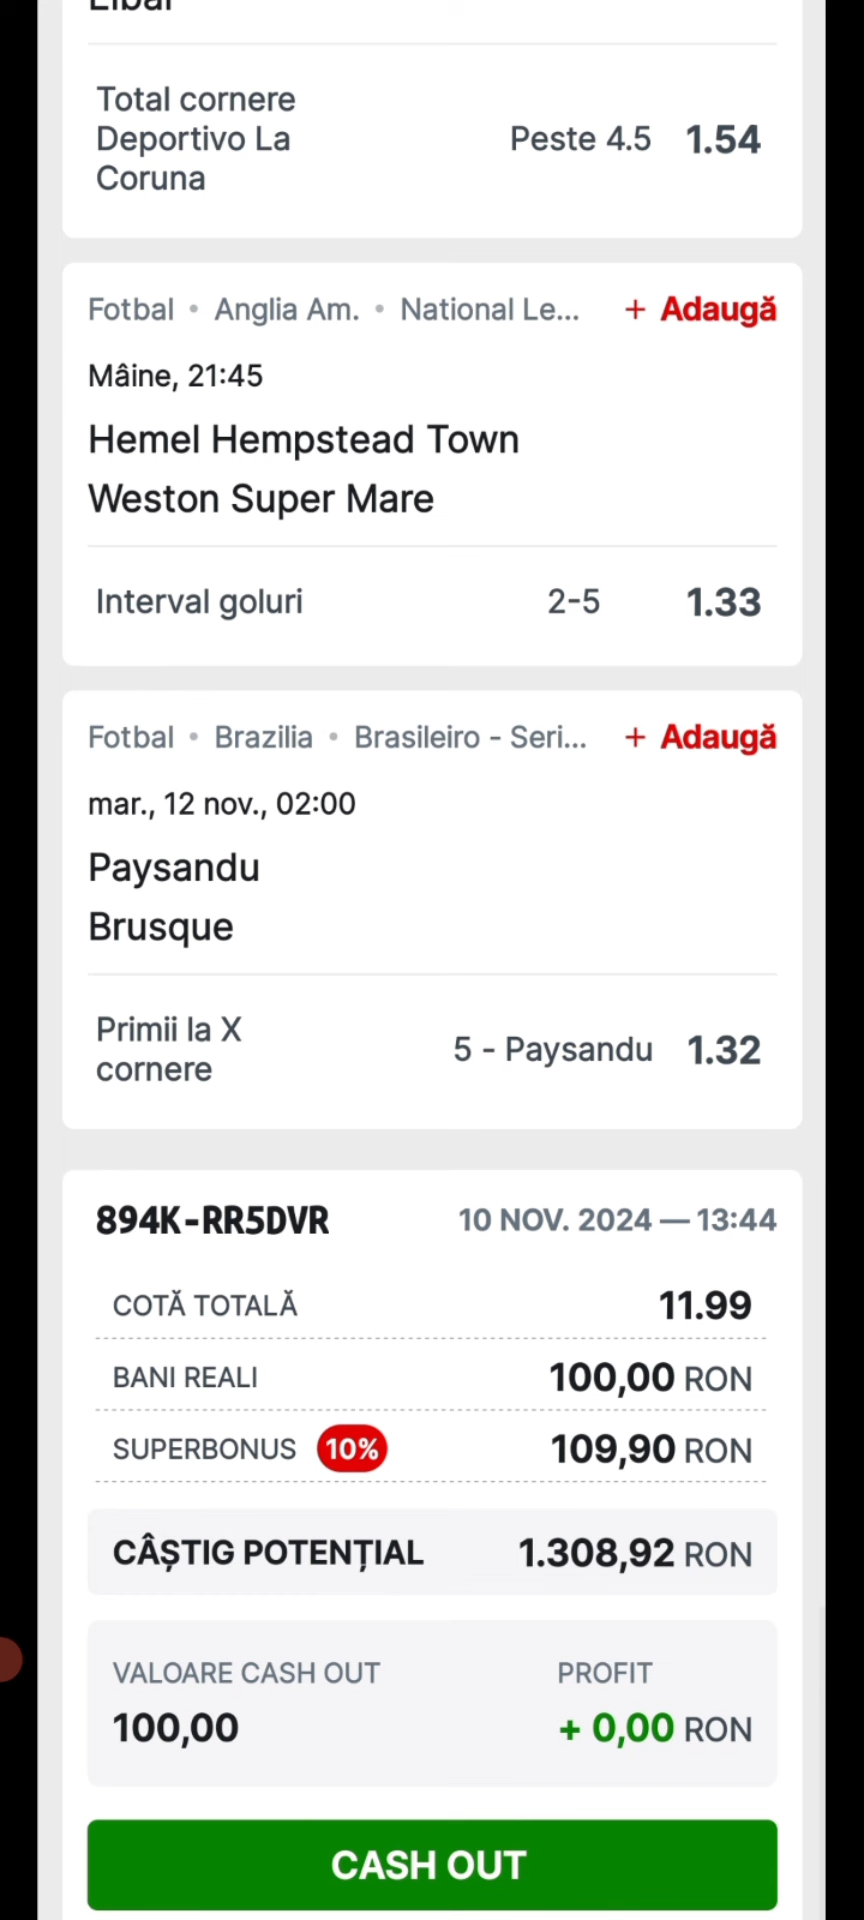 Eibar
Total cornere
Deportivo La
Coruna
Peste 4.5 1.54
Fotbal • Anglia Am. • National Le... + Adaugă
Mâine, 21:45
Hemel Hempstead Town
Weston Super Mare
Interval goluri 2-5 1.33
Fotbal • Brazilia • Brasileiro - Seri... + Adaugă
mar., 12 nov., 02:00
Paysandu
Brusque
Primii la X
cornere
5 - Paysandu 1.32
894K-RR5DVR 10 NOV. 2024 — 13:44
COTĂ TOTALĂ 11.99
BANI REALI 100,00 RON
SUPERBONUS 10% 109,90 RON
CÂȘTIG POTENȚIAL 1.308,92 RON
VALOARE CASH OUT PROFIT
100,00 + 0,00 RON
CASH OUT